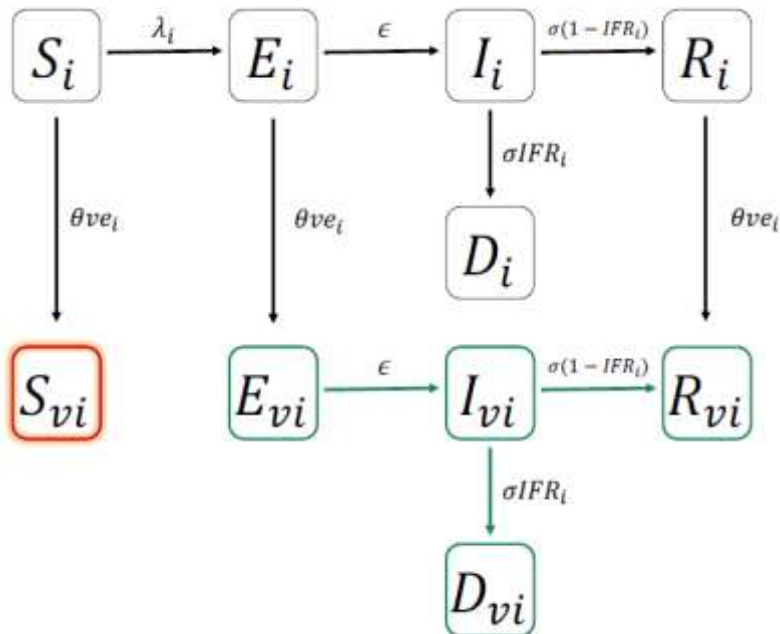 S_i λ_i E_i ϵ I_i σ(1 − IFR_i) R_i
σIFR_i
θve_i θve_i D_i θve_i
S_vi E_vi ϵ I_vi σ(1 − IFR_i) R_vi
σIFR_i
D_vi